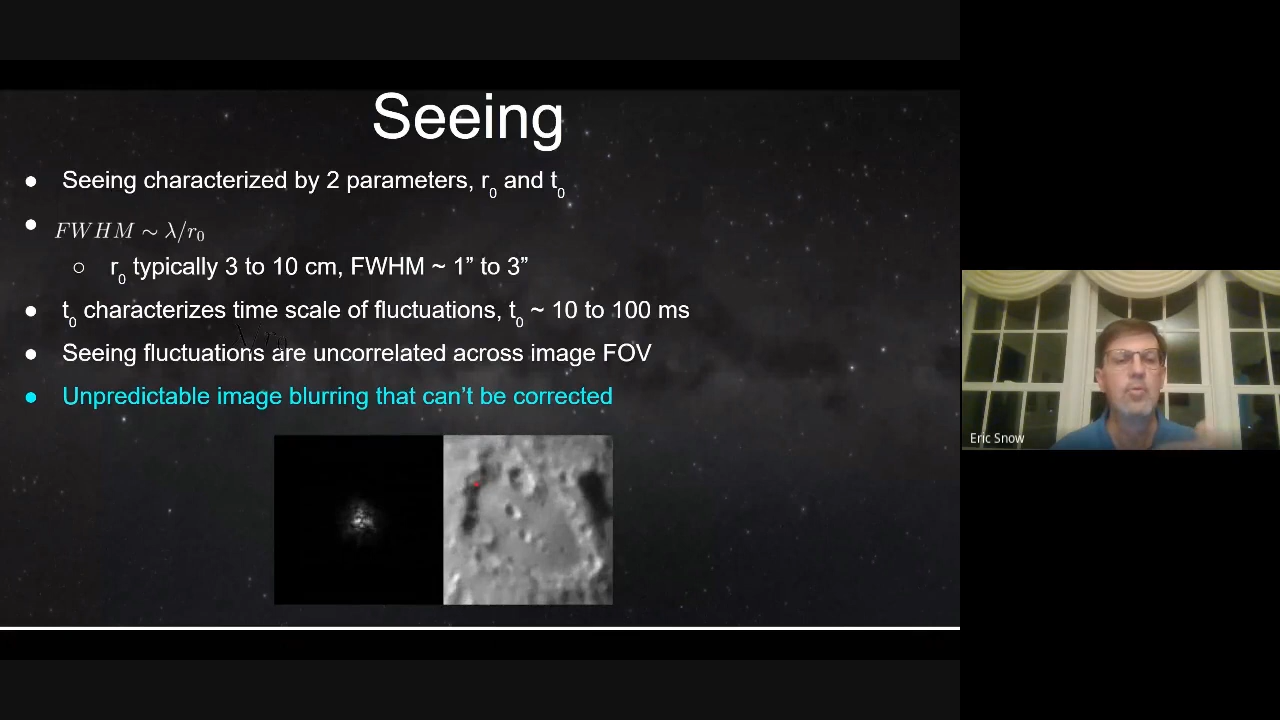 Seeing
● Seeing characterized by 2 parameters, r₀ and t₀
● FWHM ~ λ/r₀
○ r₀ typically 3 to 10 cm, FWHM ~ 1” to 3”
● t₀ characterizes time scale of fluctuations, t₀ ~ 10 to 100 ms
λ/r₀
● Seeing fluctuations are uncorrelated across image FOV
● Unpredictable image blurring that can’t be corrected
Eric Snow